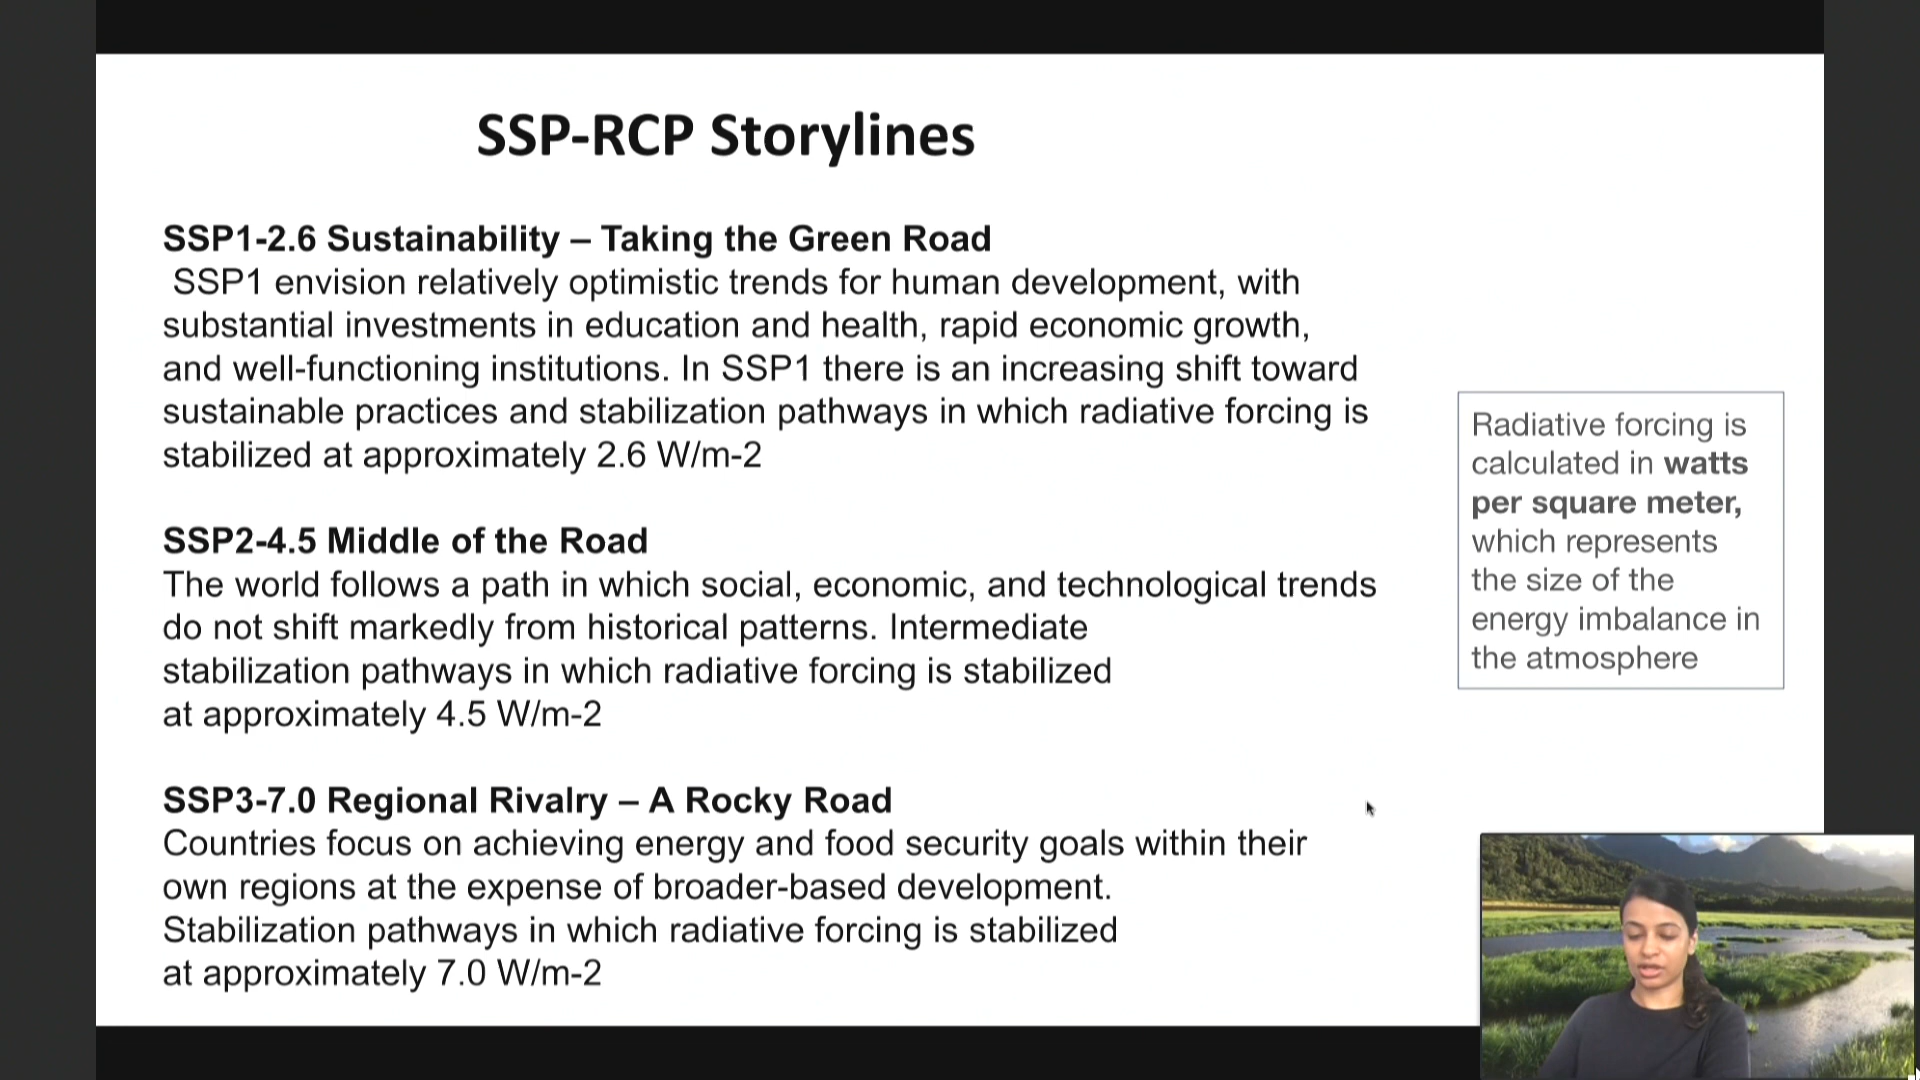 SSP-RCP Storylines
SSP1-2.6 Sustainability – Taking the Green Road
SSP1 envision relatively optimistic trends for human development, with
substantial investments in education and health, rapid economic growth,
and well-functioning institutions. In SSP1 there is an increasing shift toward
sustainable practices and stabilization pathways in which radiative forcing is
stabilized at approximately 2.6 W/m-2
SSP2-4.5 Middle of the Road
The world follows a path in which social, economic, and technological trends
do not shift markedly from historical patterns. Intermediate
stabilization pathways in which radiative forcing is stabilized
at approximately 4.5 W/m-2
SSP3-7.0 Regional Rivalry – A Rocky Road
Countries focus on achieving energy and food security goals within their
own regions at the expense of broader-based development.
Stabilization pathways in which radiative forcing is stabilized
at approximately 7.0 W/m-2
Radiative forcing is
calculated in watts
per square meter,
which represents
the size of the
energy imbalance in
the atmosphere